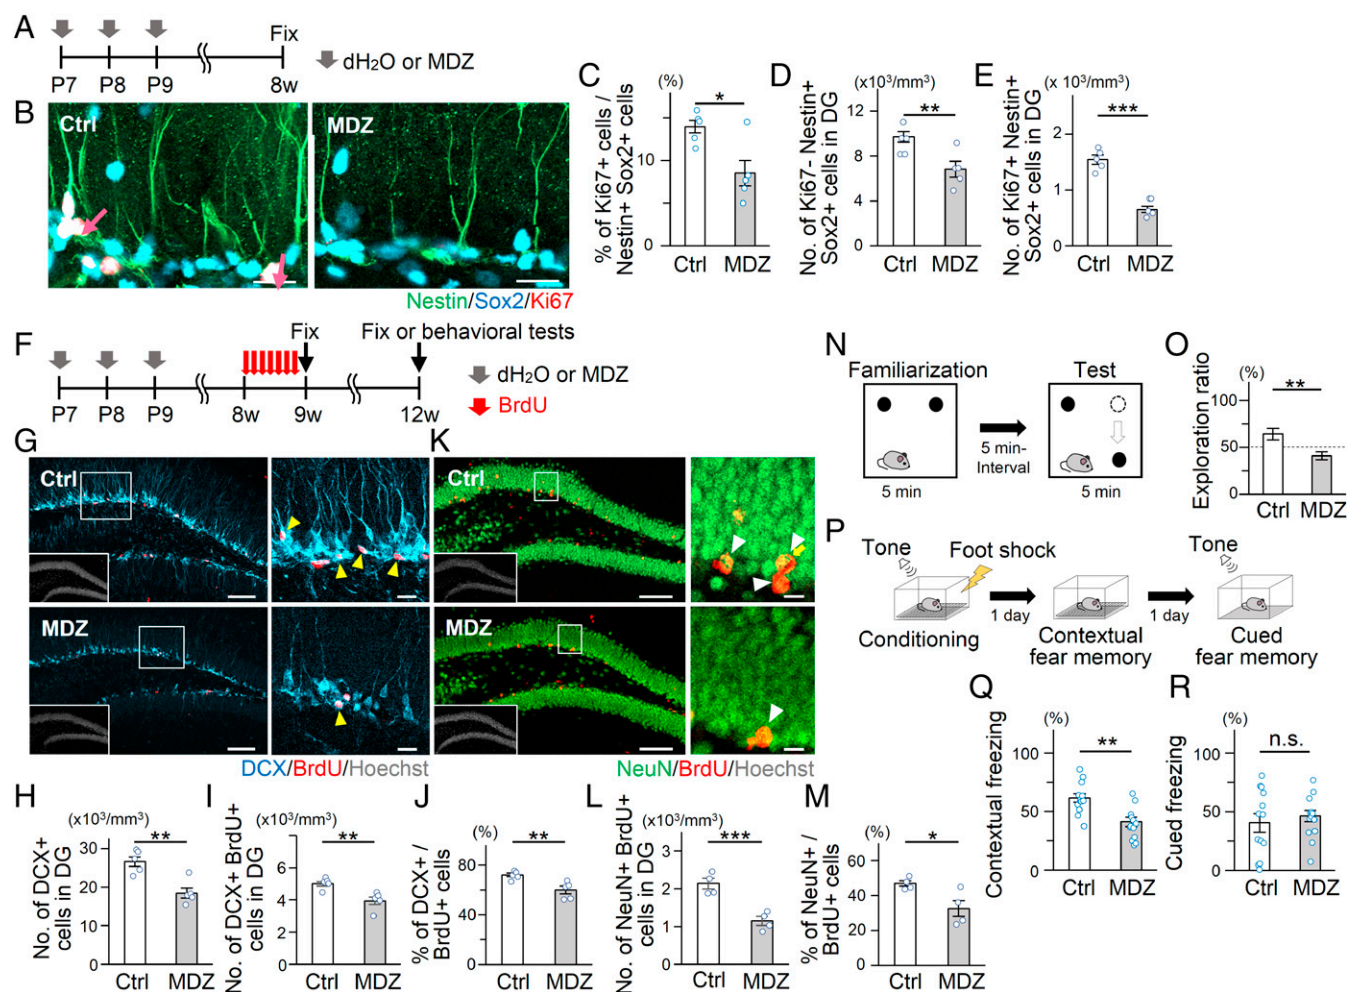 A
Fix
P7 P8 P9 8w
dH₂O or MDZ
B
Ctrl
MDZ
Nestin/Sox2/Ki67
C
(%)
% of Ki67+ cells /
Nestin+ Sox2+ cells
*
10
0
Ctrl MDZ
D
(x10³/mm³)
No. of Ki67- Nestin+
Sox2+ cells in DG
**
12
9
6
3
0
Ctrl MDZ
E
(x 10³/mm³)
No. of Ki67+ Nestin+
Sox2+ cells in DG
***
2
1
0
Ctrl MDZ
F
Fix
Fix or behavioral tests
P7 P8 P9 8w 9w 12w
dH₂O or MDZ
BrdU
G
Ctrl
MDZ
DCX/BrdU/Hoechst
K
Ctrl
MDZ
NeuN/BrdU/Hoechst
H
(x10³/mm³)
No. of DCX+
cells in DG
**
30
20
10
0
Ctrl MDZ
I
(x10³/mm³)
No. of DCX+ BrdU+
cells in DG
**
6
4
2
0
Ctrl MDZ
J
(%)
% of DCX+ /
BrdU+ cells
**
80
40
0
Ctrl MDZ
L
(x10³/mm³)
No. of NeuN+ BrdU+
cells in DG
***
3
2
1
0
Ctrl MDZ
M
(%)
% of NeuN+ /
BrdU+ cells
*
60
40
20
0
Ctrl MDZ
N
Familiarization
Test
5 min-
Interval
5 min
5 min
O
(%)
Exploration ratio
**
100
50
0
Ctrl MDZ
P
Tone
Foot shock
Tone
1 day
1 day
Conditioning
Contextual
fear memory
Cued
fear memory
Q
(%)
Contextual freezing
**
100
50
0
Ctrl MDZ
R
(%)
Cued freezing
n.s.
100
50
0
Ctrl MDZ